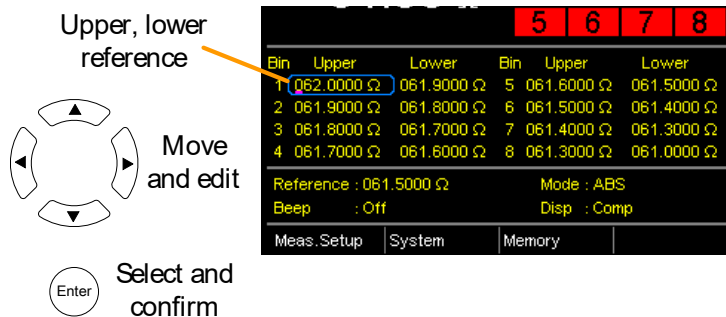 Upper, lower
reference
5 6 7 8
Bin Upper Lower Bin Upper Lower
1 062.0000 Ω 061.9000 Ω 5 061.6000 Ω 061.5000 Ω
2 061.9000 Ω 061.8000 Ω 6 061.5000 Ω 061.4000 Ω
3 061.8000 Ω 061.7000 Ω 7 061.4000 Ω 061.3000 Ω
4 061.7000 Ω 061.6000 Ω 8 061.3000 Ω 061.0000 Ω
Move
and edit
Reference : 061.5000 Ω Mode : ABS
Beep : Off Disp : Comp
Meas.Setup System Memory
Enter
Select and
confirm